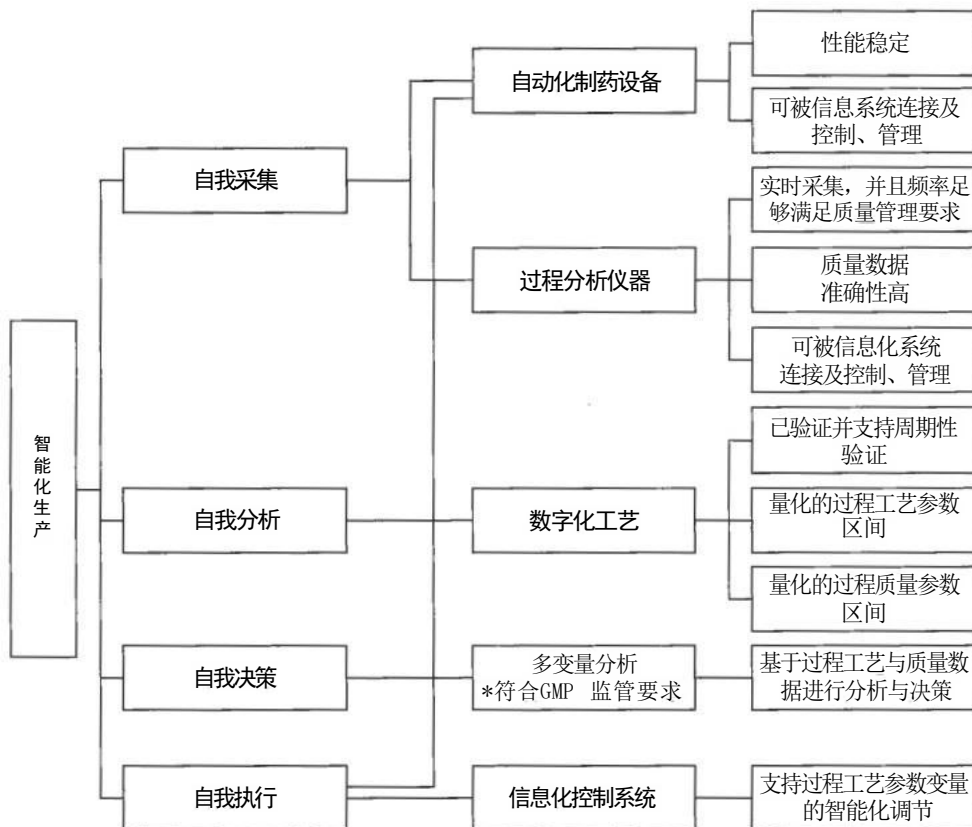 智能化生产
自我采集
自我分析
自我决策
自我执行
自动化制药设备
过程分析仪器
数字化工艺
多变量分析
*符合GMP 监管要求
信息化控制系统
性能稳定
可被信息系统连接及
控制、管理
实时采集，并且频率足
够满足质量管理要求
质量数据
准确性高
可被信息化系统
连接及控制、管理
已验证并支持周期性
验证
量化的过程工艺参数
区间
量化的过程质量参数
区间
基于过程工艺与质量数
据进行分析与决策
支持过程工艺参数变量
的智能化调节